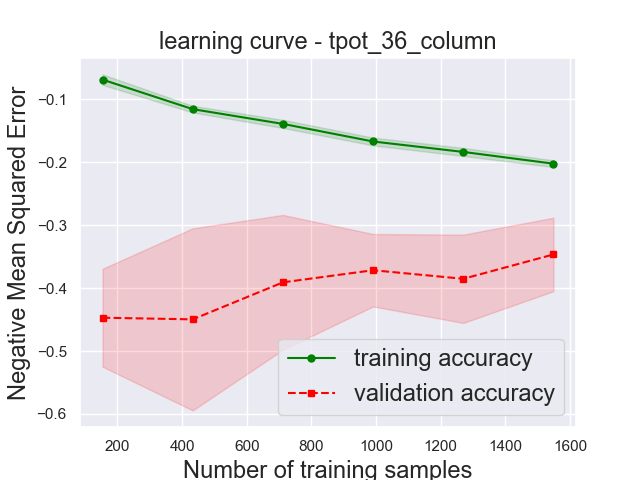 learning curve - tpot_36_column
Negative Mean Squared Error
−0.1
−0.2
−0.3
−0.4
−0.5
−0.6
training accuracy
validation accuracy
200 400 600 800 1000 1200 1400 1600
Number of training samples